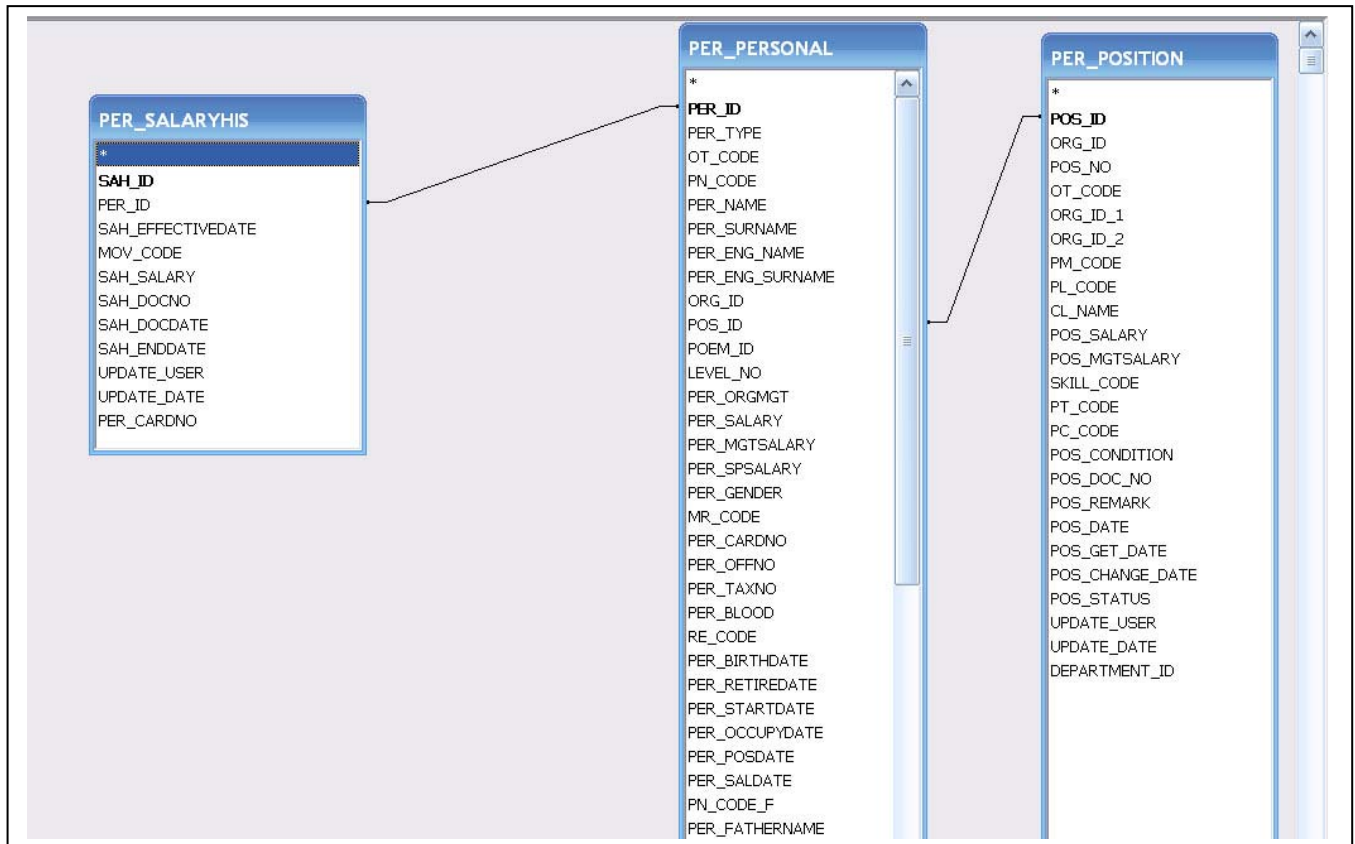 PER_SALARYHIS
*
SAH_ID
PER_ID
SAH_EFFECTIVEDATE
MOV_CODE
SAH_SALARY
SAH_DOCNO
SAH_DOCDATE
SAH_ENDDATE
UPDATE_USER
UPDATE_DATE
PER_CARDNO
PER_PERSONAL
*
PER_ID
PER_TYPE
OT_CODE
PN_CODE
PER_NAME
PER_SURNAME
PER_ENG_NAME
PER_ENG_SURNAME
ORG_ID
POS_ID
POEM_ID
LEVEL_NO
PER_ORGMGT
PER_SALARY
PER_MGTSALARY
PER_SPSALARY
PER_GENDER
MR_CODE
PER_CARDNO
PER_OFFNO
PER_TAXNO
PER_BLOOD
RE_CODE
PER_BIRTHDATE
PER_RETIREDATE
PER_STARTDATE
PER_OCCUPYDATE
PER_POSDATE
PER_SALDATE
PN_CODE_F
PER_FATHERNAME
PER_POSITION
*
POS_ID
ORG_ID
POS_NO
OT_CODE
ORG_ID_1
ORG_ID_2
PM_CODE
PL_CODE
CL_NAME
POS_SALARY
POS_MGTSALARY
SKILL_CODE
PT_CODE
PC_CODE
POS_CONDITION
POS_DOC_NO
POS_REMARK
POS_DATE
POS_GET_DATE
POS_CHANGE_DATE
POS_STATUS
UPDATE_USER
UPDATE_DATE
DEPARTMENT_ID